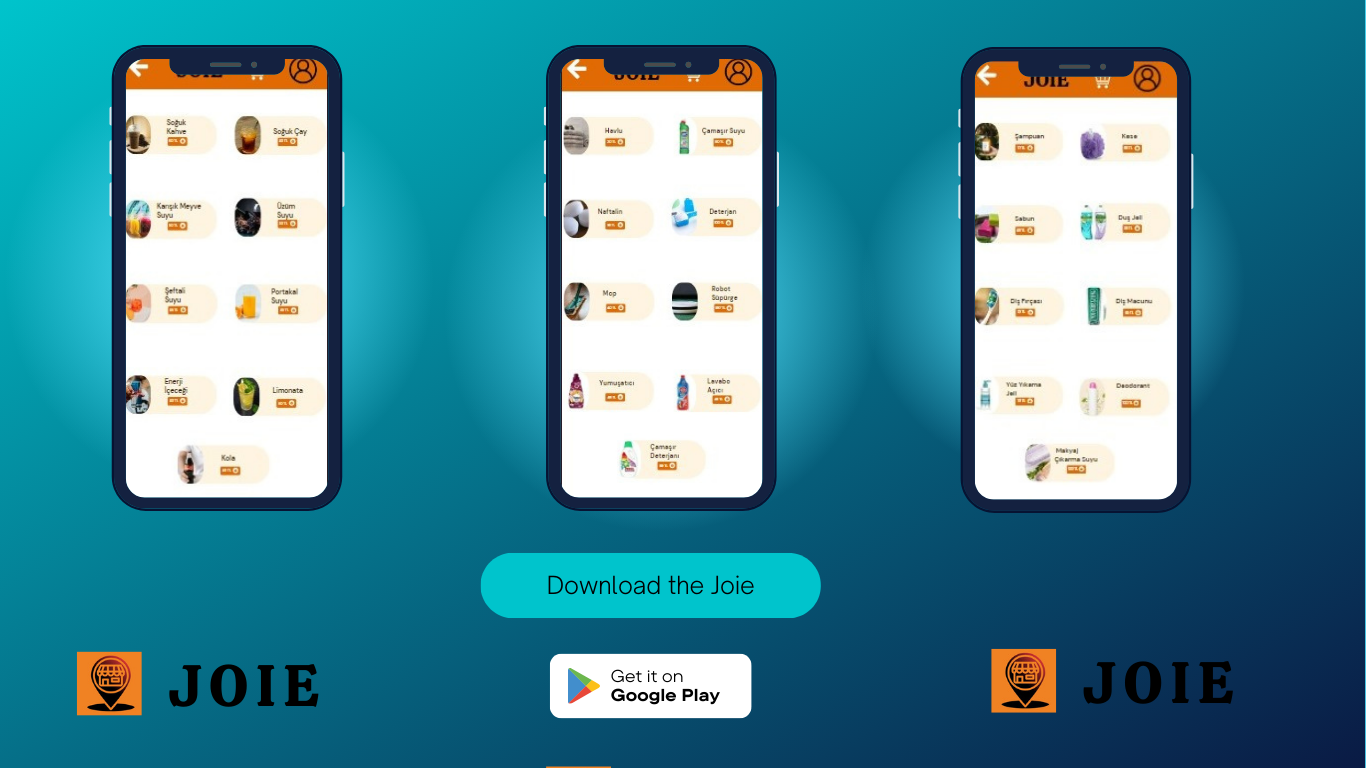 JOIE
Soğuk
Kahve
Soğuk Çay
Karışık Meyve
Suyu
Üzüm
Suyu
Şeftali
Suyu
Portakal
Suyu
Enerji
İçeceği
Limonata
Kola
JOIE
Havlu
Çamaşır Suyu
Naftalin
Deterjan
Mop
Robot
Süpürge
Yumuşatıcı
Lavabo
Açıcı
Çamaşır
Deterjanı
JOIE
Şampuan
Kese
Sabun
Duş Jeli
Diş Fırçası
Diş Macunu
Yüz Yıkama
Jeli
Deodorant
Makyaj
Çıkarma Suyu
Download the Joie
JOIE
Get it on
Google Play
JOIE